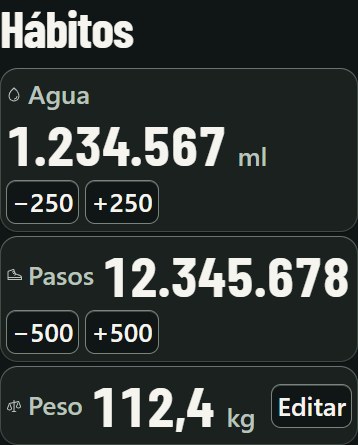 Hábitos
Agua
1.234.567 ml
−250 +250
Pasos 12.345.678
−500 +500
Peso 112,4 kg Editar